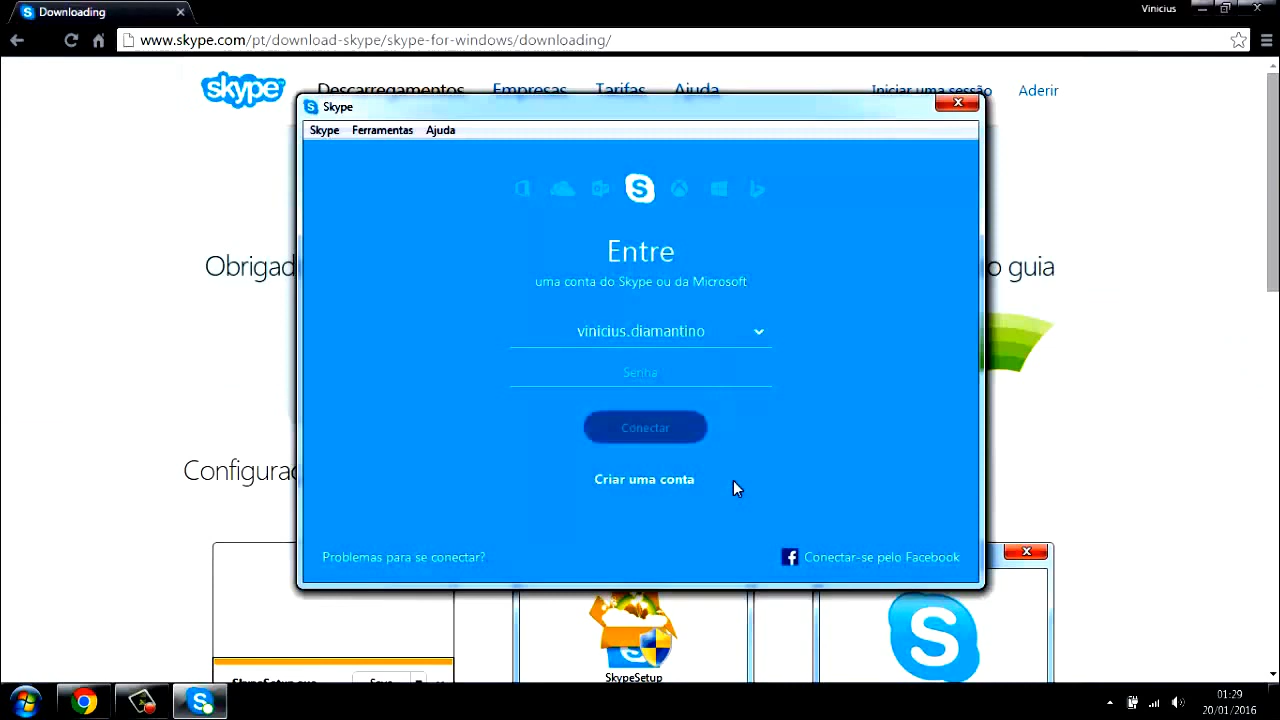 Downloading
Vinicius
www.skype.com/pt/download-skype/skype-for-windows/downloading/
skype
Descarregamentos Empresas Tarifas Ajuda Iniciar uma sessão Aderir
Skype
Skype Ferramentas Ajuda
Entre
uma conta do Skype ou da Microsoft
Obrigad
guia
vinicius.diamantino
Senha
Conectar
Configurac
Criar uma conta
Problemas para se conectar? Conectar-se pelo Facebook
SkypeSetup
01:29
20/01/2016